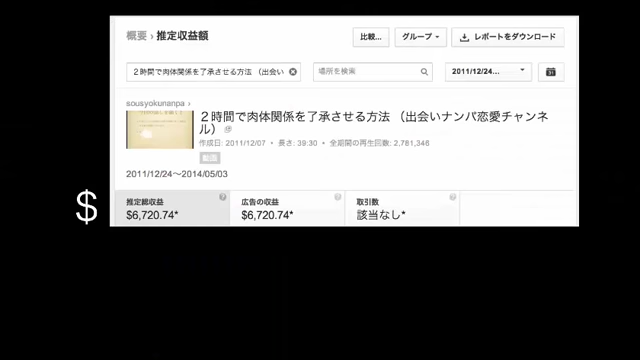 概要 › 推定収益額
比較... グループ レポートをダウンロード
２時間で肉体関係を了承させる方法 （出会い 場所を検索 2011/12/24...
sousyokunanpa ›
２時間で肉体関係を了承させる方法 （出会いナンパ恋愛チャンネ
ル）
作成日: 2011/12/07 • 長さ: 39:30 • 全期間の再生回数: 2,781,346
動画
2011/12/24〜2014/05/03
$
推定総収益 ? 広告の収益 ? 取引数 ?
$6,720.74* $6,720.74* 該当なし*